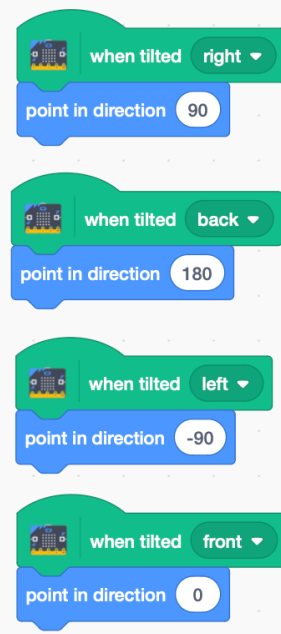 when tilted right
point in direction 90
when tilted back
point in direction 180
when tilted left
point in direction -90
when tilted front
point in direction 0